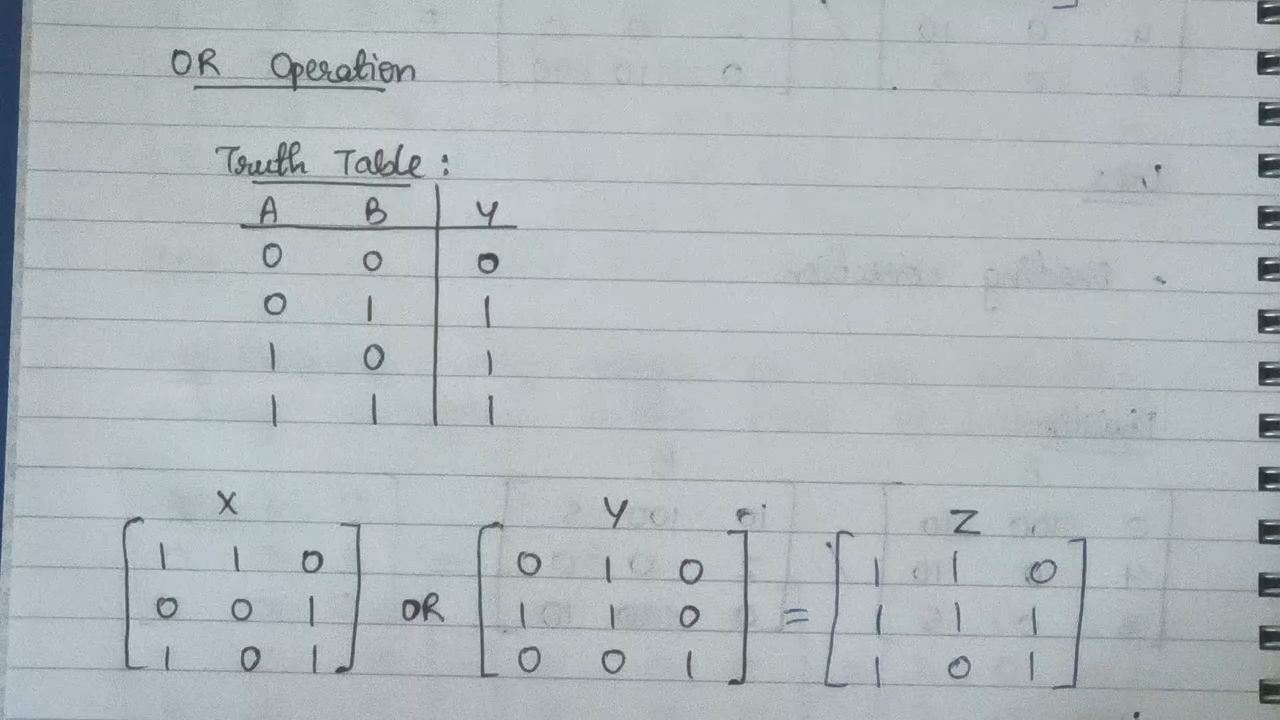 OR Operation
Truth Table :
A B Y
0 0 0
0 1 1
1 0 1
1 1 1
X Y Z
1 1 0 0 1 0 1 1 0
0 0 1 OR 1 1 0 = 1 1 1
1 0 1 0 0 1 1 0 1